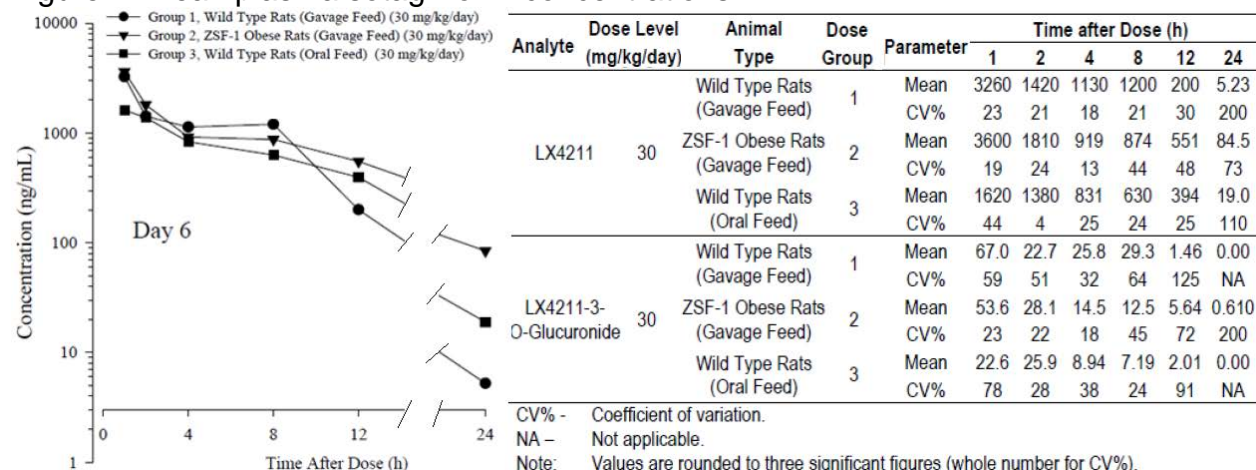 Group 1, Wild Type Rats (Gavage Feed) (30 mg/kg/day)
Group 2, ZSF-1 Obese Rats (Gavage Feed) (30 mg/kg/day)
Group 3, Wild Type Rats (Oral Feed) (30 mg/kg/day)
10000
1000
100
10
1
Concentration (ng/mL)
Day 6
0 4 8 12 24
Time After Dose (h)
Analyte Dose Level (mg/kg/day) Animal Type Dose Group Parameter Time after Dose (h)
1 2 4 8 12 24
LX4211 30 Wild Type Rats (Gavage Feed) 1 Mean 3260 1420 1130 1200 200 5.23
CV% 23 21 18 21 30 200
ZSF-1 Obese Rats (Gavage Feed) 2 Mean 3600 1810 919 874 551 84.5
CV% 19 24 13 44 48 73
Wild Type Rats (Oral Feed) 3 Mean 1620 1380 831 630 394 19.0
CV% 44 4 25 24 25 110
LX4211-3-O-Glucuronide 30 Wild Type Rats (Gavage Feed) 1 Mean 67.0 22.7 25.8 29.3 1.46 0.00
CV% 59 51 32 64 125 NA
ZSF-1 Obese Rats (Gavage Feed) 2 Mean 53.6 28.1 14.5 12.5 5.64 0.610
CV% 23 22 18 45 72 200
Wild Type Rats (Oral Feed) 3 Mean 22.6 25.9 8.94 7.19 2.01 0.00
CV% 78 28 38 24 91 NA
CV% - Coefficient of variation.
NA – Not applicable.
Note: Values are rounded to three significant figures (whole number for CV%).